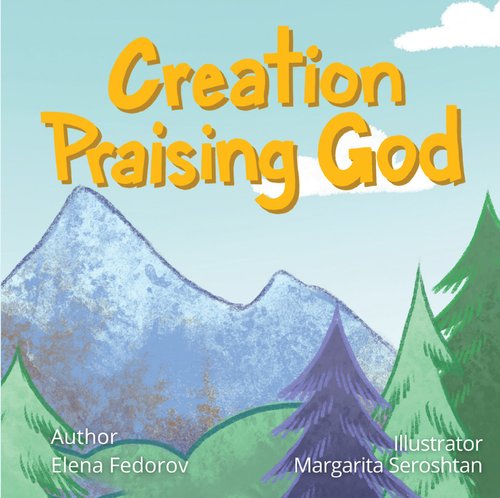 Creation
Praising God
Author
Elena Fedorov
Illustrator
Margarita Seroshtan